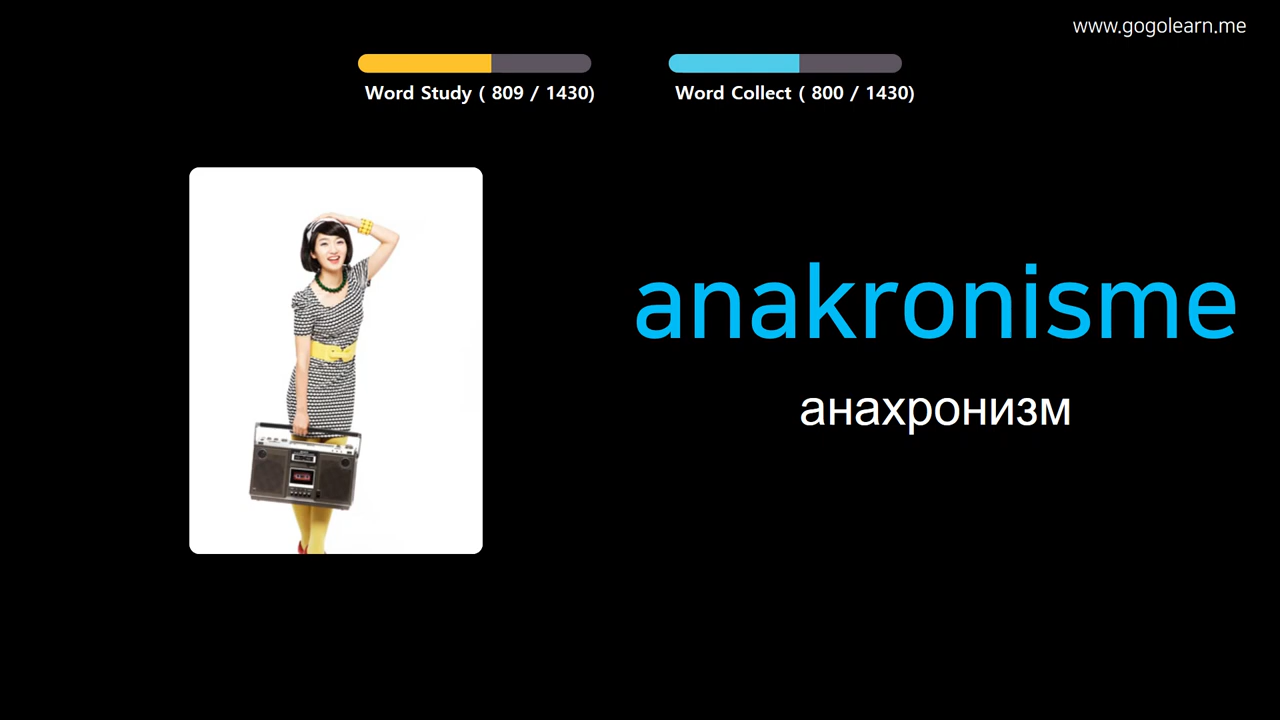 www.gogolearn.me
Word Study ( 809 / 1430)
Word Collect ( 800 / 1430)
anakronisme
анахронизм